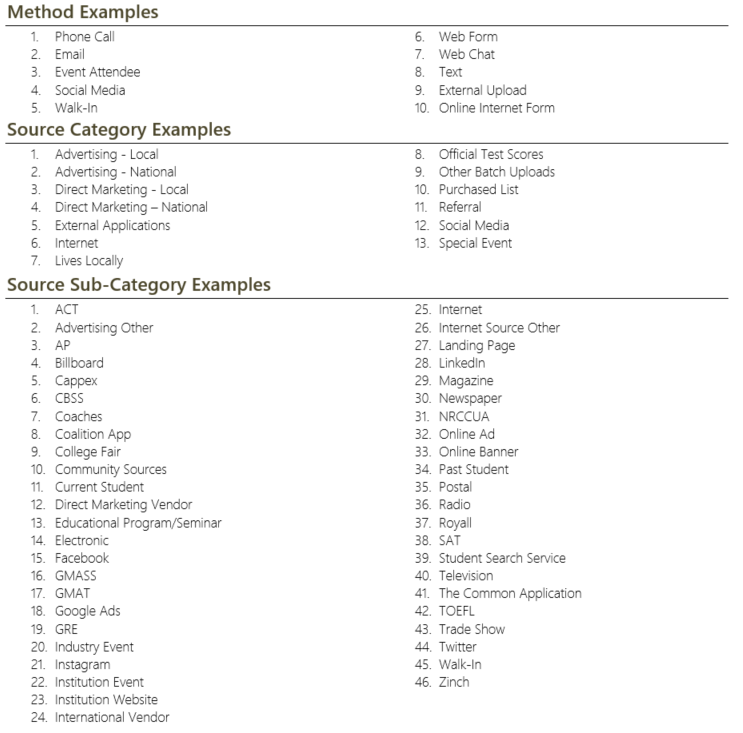 Method Examples
1. Phone Call
2. Email
3. Event Attendee
4. Social Media
5. Walk-In
6. Web Form
7. Web Chat
8. Text
9. External Upload
10. Online Internet Form
Source Category Examples
1. Advertising - Local
2. Advertising - National
3. Direct Marketing - Local
4. Direct Marketing – National
5. External Applications
6. Internet
7. Lives Locally
8. Official Test Scores
9. Other Batch Uploads
10. Purchased List
11. Referral
12. Social Media
13. Special Event
Source Sub-Category Examples
1. ACT
2. Advertising Other
3. AP
4. Billboard
5. Cappex
6. CBSS
7. Coaches
8. Coalition App
9. College Fair
10. Community Sources
11. Current Student
12. Direct Marketing Vendor
13. Educational Program/Seminar
14. Electronic
15. Facebook
16. GMASS
17. GMAT
18. Google Ads
19. GRE
20. Industry Event
21. Instagram
22. Institution Event
23. Institution Website
24. International Vendor
25. Internet
26. Internet Source Other
27. Landing Page
28. LinkedIn
29. Magazine
30. Newspaper
31. NRCCUA
32. Online Ad
33. Online Banner
34. Past Student
35. Postal
36. Radio
37. Royall
38. SAT
39. Student Search Service
40. Television
41. The Common Application
42. TOEFL
43. Trade Show
44. Twitter
45. Walk-In
46. Zinch